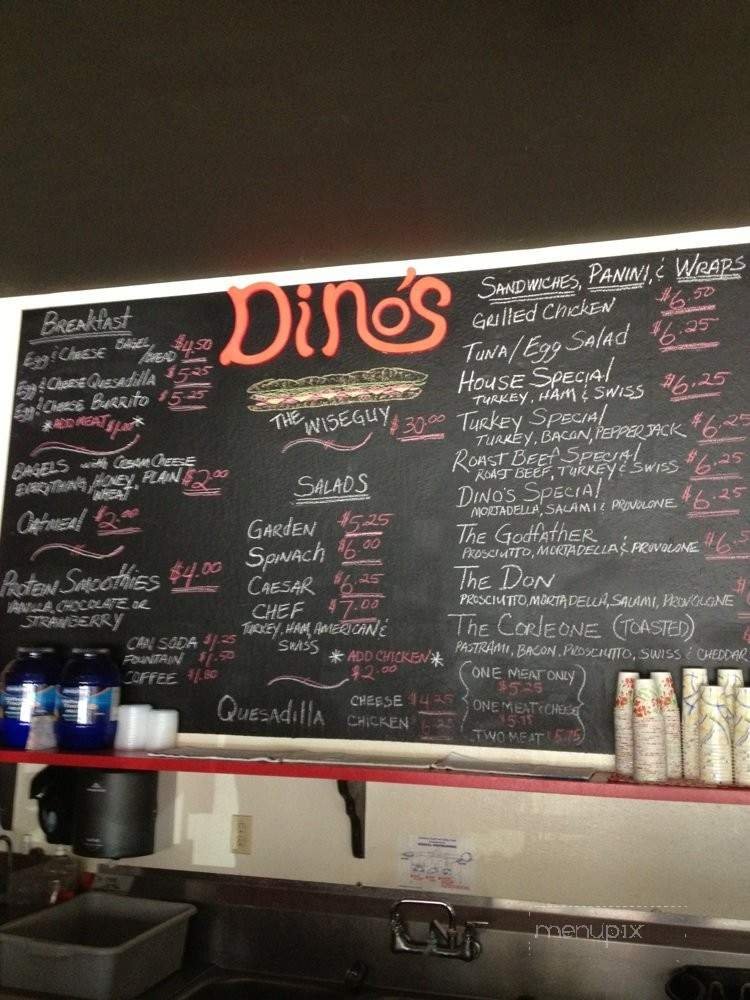 Dino's
THE WISEGUY $30.00
BREAKFAST
Egg & CHEESE BAGEL /BREAD $4.50
Egg & CHEESE Quesadilla $5.25
Egg & CHEESE BURRITO $5.25
*ADD MEAT $1.00*
BAGELS with CREAM CHEESE
EVERYTHING, HONEY, PLAIN $2.00
WHEAT
OATMEAL $2.00
PROTEIN SMOOTHIES $4.00
VANILLA CHOCOLATE OR
STRAWBERRY
CAN SODA $1.25
FOUNTAIN $1.50
COFFEE $1.80
SALADS
GARDEN $5.25
SPINACH $6.00
CAESAR $6.25
CHEF $7.00
TURKEY, HAM, AMERICAN &
SWISS
*ADD CHICKEN*
$2.00
QUESADILLA
CHEESE $4.25
CHICKEN 6.25
SANDWICHES, PANINI, & WRAPS
GRILLED CHICKEN $6.50
TUNA/Egg SALAD $6.25
HOUSE SPECIAL $6.25
TURKEY, HAM & SWISS
TURKEY SPECIAL $6.25
TURKEY, BACON, PEPPER JACK
ROAST BEEF SPECIAL $6.25
ROAST BEEF, TURKEY & SWISS
DINO'S SPECIAL $6.25
MORTADELLA, SALAMI & PROVOLONE
THE GODFATHER $6.5
PROSCIUTTO, MORTADELLA & PROVOLONE
THE DON
PROSCIUTTO, MORTADELLA, SALAMI, PROVOLONE
THE CORLEONE (TOASTED)
PASTRAMI, BACON, PROSCIUTTO, SWISS & CHEDDAR
ONE MEAT ONLY
$5.25
ONE MEAT & CHEESE
TWO MEAT
menupix